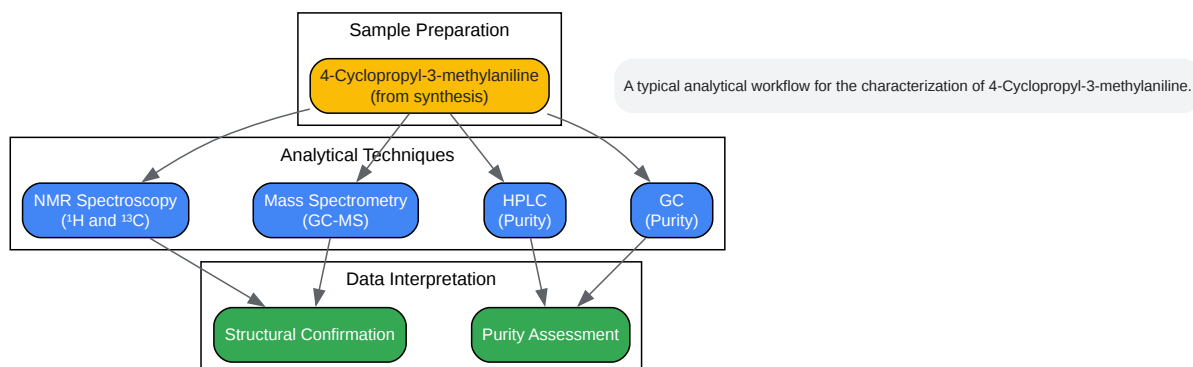 Sample Preparation
4-Cyclopropyl-3-methylaniline
(from synthesis)
A typical analytical workflow for the characterization of 4-Cyclopropyl-3-methylaniline.
Analytical Techniques
NMR Spectroscopy
(¹H and ¹³C)
Mass Spectrometry
(GC-MS)
HPLC
(Purity)
GC
(Purity)
Data Interpretation
Structural Confirmation
Purity Assessment